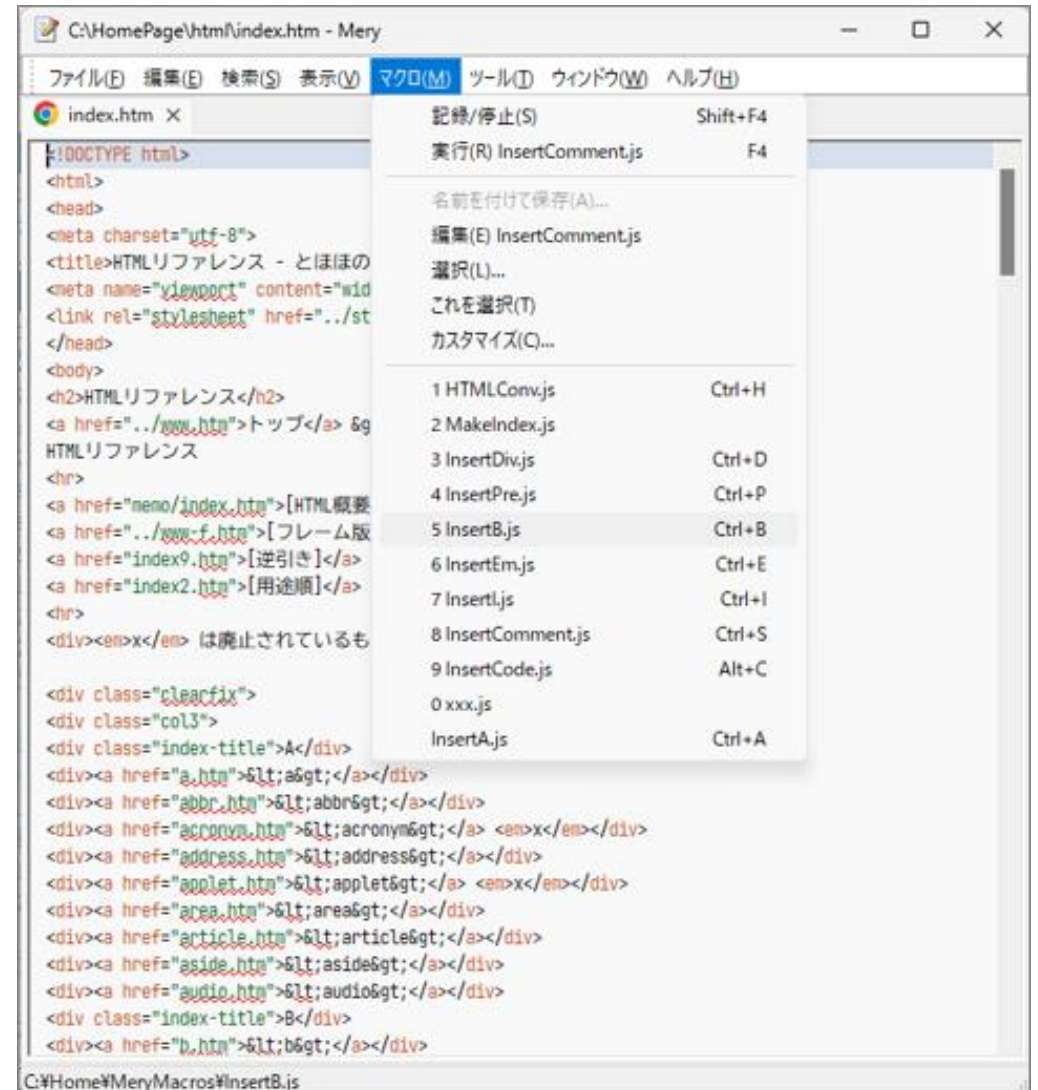 C:\HomePage\html\index.htm - Mery
ファイル(F) 編集(E) 検索(S) 表示(V) マクロ(M) ツール(T) ウィンドウ(W) ヘルプ(H)
index.htm ×
記録/停止(S) Shift+F4
実行(R) InsertComment.js F4
名前を付けて保存(A)...
編集(E) InsertComment.js
選択(L)...
これを選択(T)
カスタマイズ(C)...
1 HTMLConv.js Ctrl+H
2 MakeIndex.js
3 InsertDiv.js Ctrl+D
4 InsertPre.js Ctrl+P
5 InsertB.js Ctrl+B
6 InsertEm.js Ctrl+E
7 InsertI.js Ctrl+I
8 InsertComment.js Ctrl+S
9 InsertCode.js Alt+C
0 xxx.js
InsertA.js Ctrl+A
<!DOCTYPE html>
<html>
<head>
<meta charset="utf-8">
<title>HTMLリファレンス - とほほの
<meta name="viewport" content="wid
<link rel="stylesheet" href="../st
</head>
<body>
<h2>HTMLリファレンス</h2>
<a href="../www.htm">トップ</a> &g
HTMLリファレンス
<hr>
<a href="memo/index.htm">[HTML概要
<a href="../www-f.htm">[フレーム版
<a href="index9.htm">[逆引き]</a>
<a href="index2.htm">[用途順]</a>
<hr>
<div><em>x</em> は廃止されているも
<div class="clearfix">
<div class="col3">
<div class="index-title">A</div>
<div><a href="a.htm">&lt;a&gt;</a></div>
<div><a href="abbr.htm">&lt;abbr&gt;</a></div>
<div><a href="acronym.htm">&lt;acronym&gt;</a> <em>x</em></div>
<div><a href="address.htm">&lt;address&gt;</a></div>
<div><a href="applet.htm">&lt;applet&gt;</a> <em>x</em></div>
<div><a href="area.htm">&lt;area&gt;</a></div>
<div><a href="article.htm">&lt;article&gt;</a></div>
<div><a href="aside.htm">&lt;aside&gt;</a></div>
<div><a href="audio.htm">&lt;audio&gt;</a></div>
<div class="index-title">B</div>
<div><a href="b.htm">&lt;b&gt;</a></div>
C:¥Home¥MeryMacros¥InsertB.js